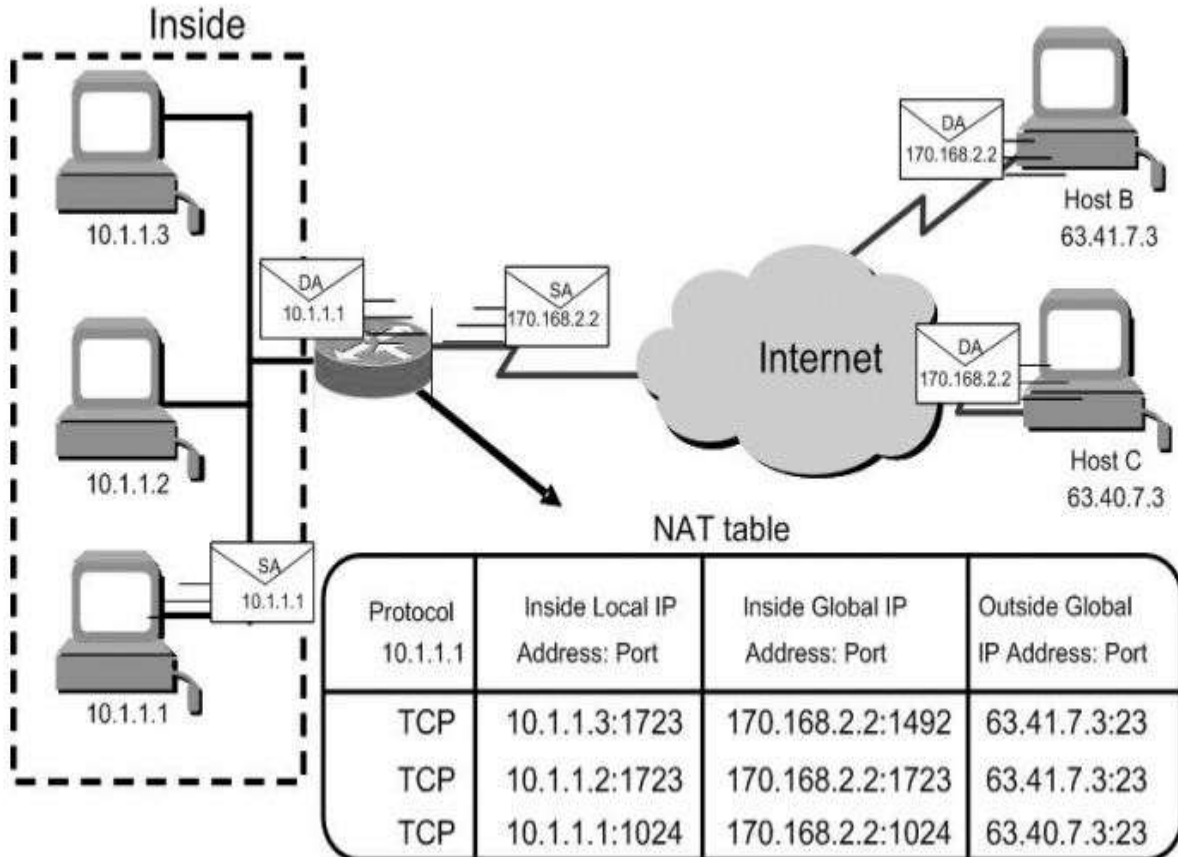 Inside
10.1.1.3
10.1.1.2
10.1.1.1
SA
10.1.1.1
DA
10.1.1.1
SA
170.168.2.2
Internet
DA
170.168.2.2
Host B
63.41.7.3
DA
170.168.2.2
Host C
63.40.7.3
NAT table
Protocol
10.1.1.1
Inside Local IP
Address: Port
Inside Global IP
Address: Port
Outside Global
IP Address: Port
TCP 10.1.1.3:1723 170.168.2.2:1492 63.41.7.3:23
TCP 10.1.1.2:1723 170.168.2.2:1723 63.41.7.3:23
TCP 10.1.1.1:1024 170.168.2.2:1024 63.40.7.3:23